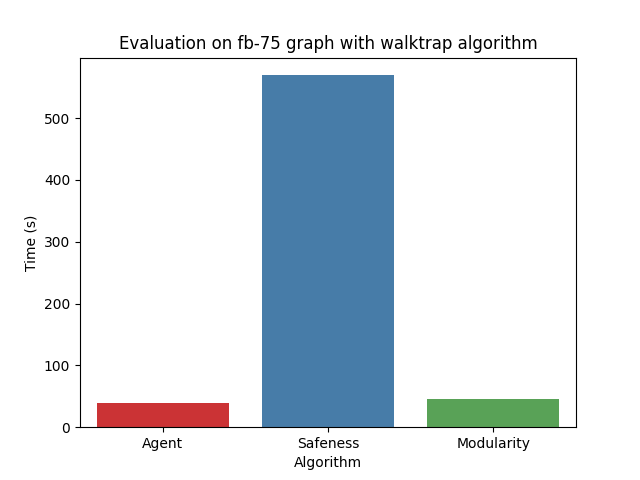 Evaluation on fb-75 graph with walktrap algorithm
500
400
300
200
100
0
Time (s)
Agent
Safeness
Modularity
Algorithm